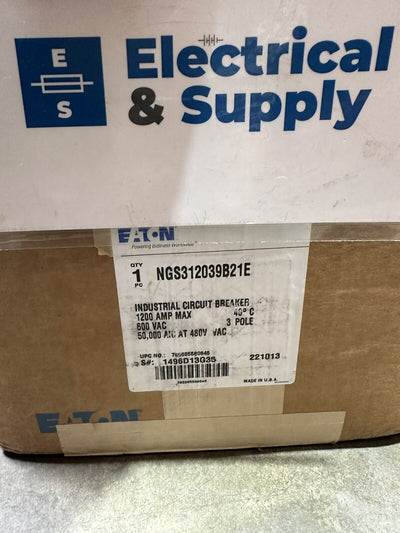 E
S
Electrical
& Supply
EATON
Powering Business Worldwide
QTY
1
PC
NGS312039B21E
INDUSTRIAL CIRCUIT BREAKER
1200 AMP MAX 40° C
600 VAC 3 POLE
50,000 AIC AT 480V VAC
UPC NO.:
S#: 1496D13G35
221013
MADE IN U.S.A.
EATON